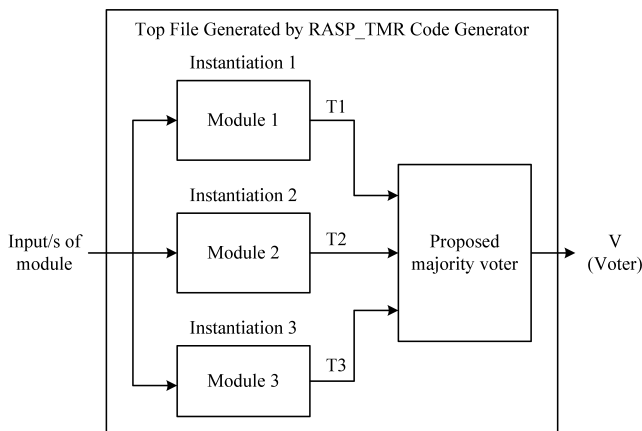 Top File Generated by RASP_TMR Code Generator
Instantiation 1
Module 1
T1
Instantiation 2
Module 2
T2
Instantiation 3
Module 3
T3
Input/s of
module
Proposed
majority voter
V
(Voter)